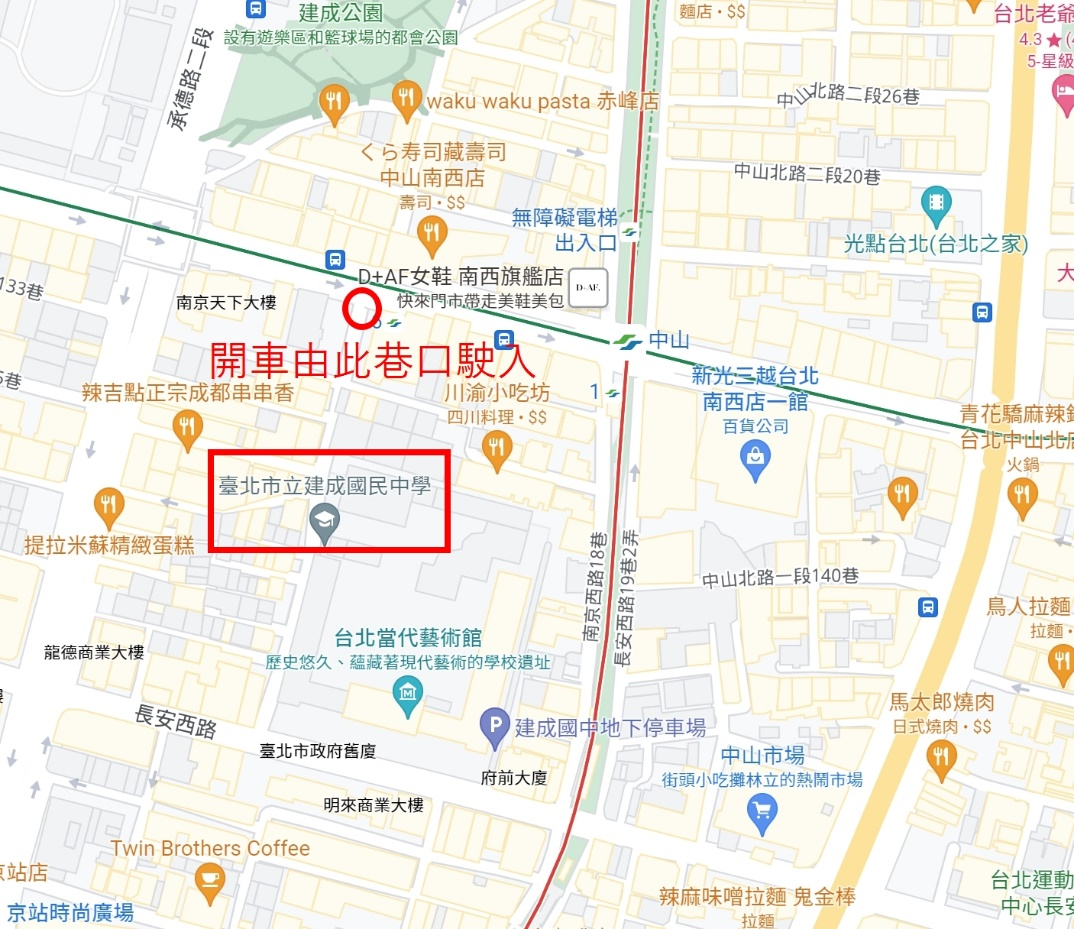 建成公園
設有遊樂區和籃球場的都會公園
麵店・$$
台北老爺
4.3 ★
5-星級
承德路二段
waku waku pasta 赤峰店
中山北路二段26巷
くら寿司藏壽司
中山南西店
壽司・$$
中山北路二段20巷
無障礙電梯
出入口
光點台北(台北之家)
大
133巷
南京天下大樓
D+AF女鞋 南西旗艦店
快來門市帶走美鞋美包
D-AF.
中山
開車由此巷口駛入
辣吉點正宗成都串串香
川渝小吃坊
四川料理・$$
1
新光三越台北
南西店一館
百貨公司
青花驕麻辣鍋
台北中山北店
火鍋
臺北市立建成國民中學
提拉米蘇精緻蛋糕
南京西路18巷
長安西路19巷2弄
中山北路一段140巷
鳥人拉麵
拉麵・
台北當代藝術館
歷史悠久、蘊藏著現代藝術的學校遺址
龍德商業大樓
M
P
建成國中地下停車場
馬太郎燒肉
日式燒肉・$$
長安西路
臺北市政府舊廈
府前大廈
中山市場
街頭小吃攤林立的熱鬧市場
明來商業大樓
Twin Brothers Coffee
京站店
京站時尚廣場
辣麻味噌拉麵 鬼金棒
拉麵
台北運動
中心長安